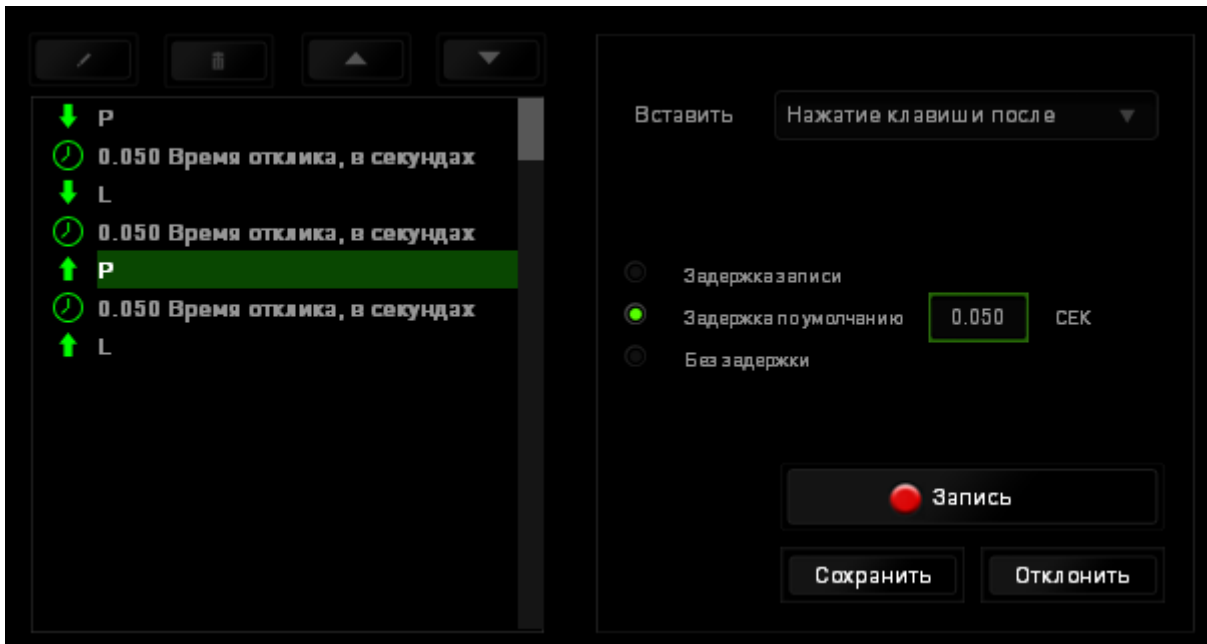 P
0.050 Время отклика, в секундах
L
0.050 Время отклика, в секундах
P
0.050 Время отклика, в секундах
L
Вставить Нажатие клавиши после
Задержка записи
Задержка по умолчанию 0.050 СЕК
Без задержки
Запись
Сохранить Отклонить